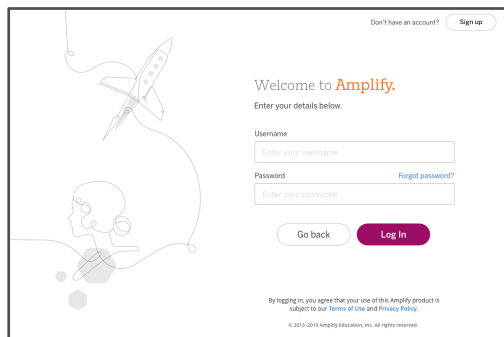 Don't have an account? Sign up
Welcome to Amplify.
Enter your details below.
Username
Enter your username
Password Forgot password?
Enter your password
Go back Log In
By logging in, you agree that your use of this Amplify product is
subject to our Terms of Use and Privacy Policy.
© 2013–2019 Amplify Education, Inc. All rights reserved.